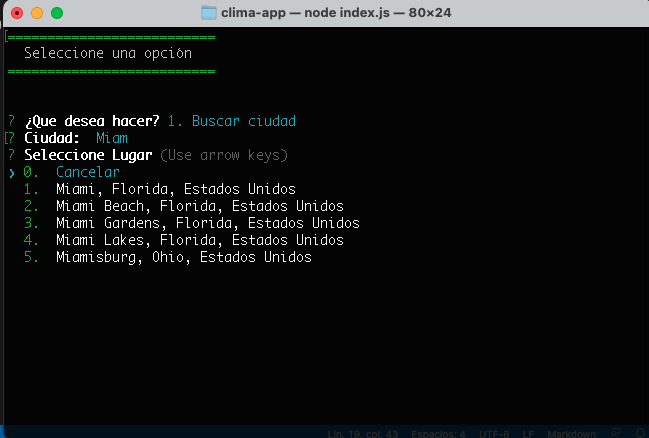 clima-app — node index.js — 80×24
[===========================
Seleccione una opción
===========================
? ¿Que desea hacer? 1. Buscar ciudad
[? Ciudad: Miam
? Seleccione Lugar (Use arrow keys)
❯ 0. Cancelar
1. Miami, Florida, Estados Unidos
2. Miami Beach, Florida, Estados Unidos
3. Miami Gardens, Florida, Estados Unidos
4. Miami Lakes, Florida, Estados Unidos
5. Miamisburg, Ohio, Estados Unidos
Lín. 19, col. 43 Espacios: 4 UTF-8 LF Markdown